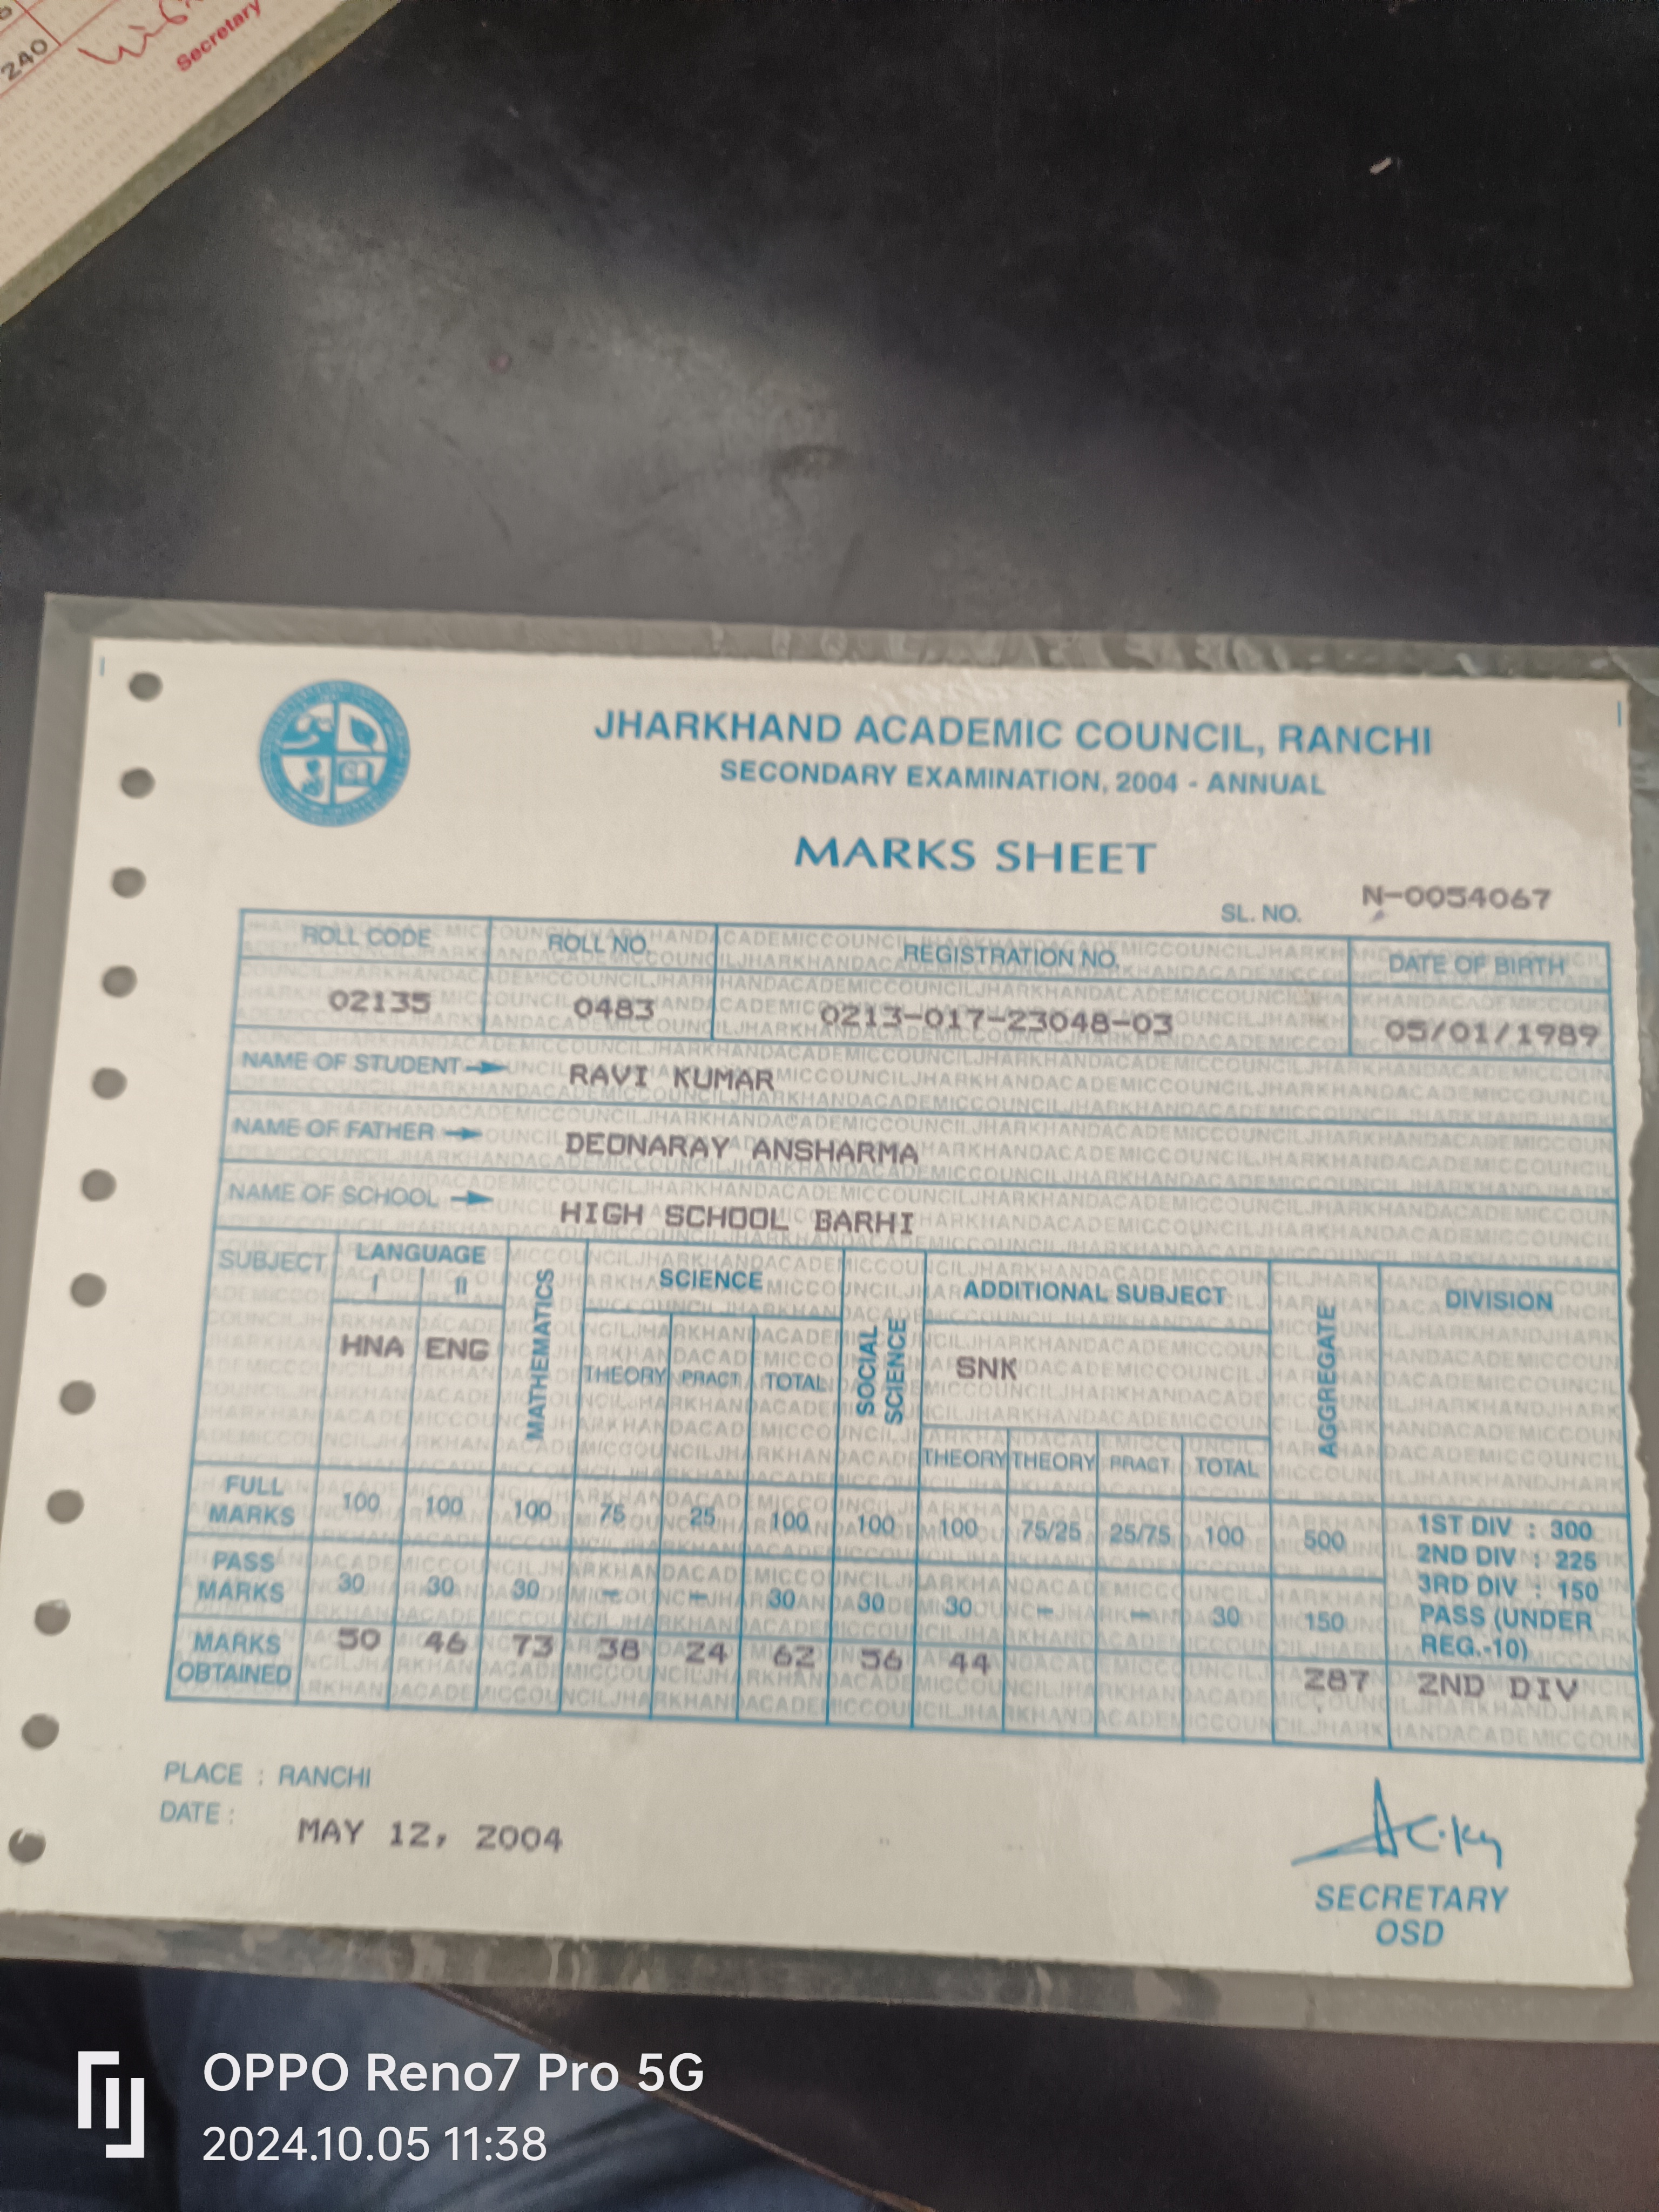 240
Secretary
JHARKHAND ACADEMIC COUNCIL, RANCHI
SECONDARY EXAMINATION, 2004 - ANNUAL
MARKS SHEET
SL. NO. N-0054067
ROLL CODE ROLL NO. REGISTRATION NO. DATE OF BIRTH
02135 0483 0213-017-23048-03 05/01/1989
NAME OF STUDENT → RAVI KUMAR
NAME OF FATHER → DEONARAY ANSHARMA
NAME OF SCHOOL → HIGH SCHOOL BARHI
SUBJECT LANGUAGE MATHEMATICS SCIENCE SOCIAL SCIENCE ADDITIONAL SUBJECT AGGREGATE DIVISION
I II
HNA ENG THEORY PRACT TOTAL SNK
THEORY THEORY PRACT TOTAL
FULL MARKS 100 100 100 75 25 100 100 100 75/25 25/75 100 500
1ST DIV : 300
2ND DIV : 225
3RD DIV : 150
PASS (UNDER
REG.-10)
PASS MARKS 30 30 30 - - 30 30 30 - - 30 150
MARKS OBTAINED 50 46 73 38 24 62 56 44 287 2ND DIV
PLACE : RANCHI
DATE : MAY 12, 2004
SECRETARY
OSD
OPPO Reno7 Pro 5G
2024.10.05 11:38